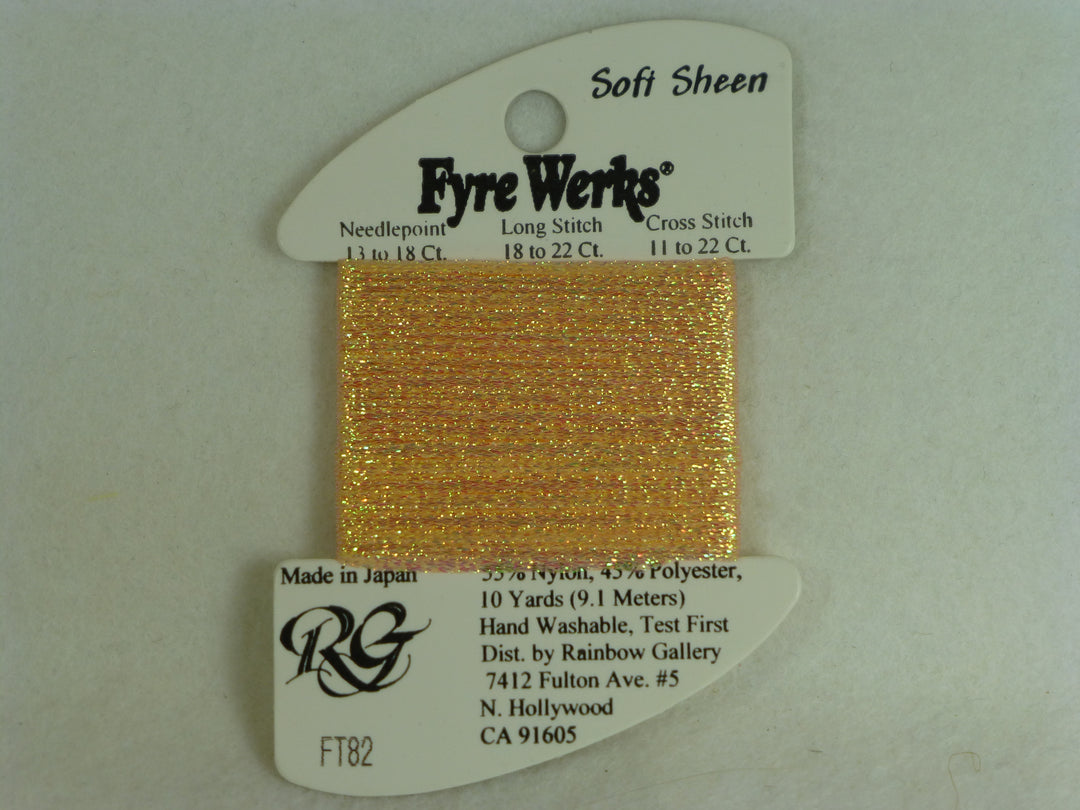 Soft Sheen
Fyre Werks®
Needlepoint Long Stitch Cross Stitch
13 to 18 Ct. 18 to 22 Ct. 11 to 22 Ct.
Made in Japan
55% Nylon, 45% Polyester,
10 Yards (9.1 Meters)
Hand Washable, Test First
Dist. by Rainbow Gallery
7412 Fulton Ave. #5
N. Hollywood
CA 91605
RG
FT82